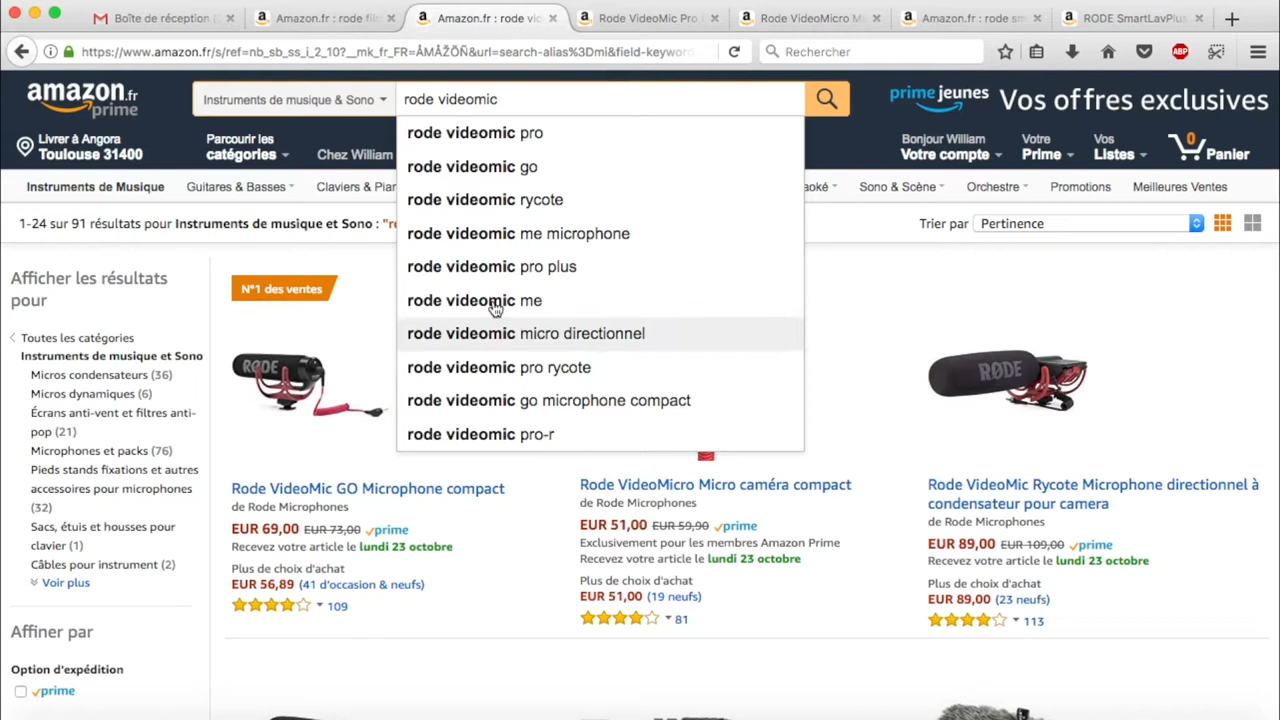 Boîte de réception
Amazon.fr : rode fil
Amazon.fr : rode vi
Rode VideoMic Pro
Rode VideoMicro M
Amazon.fr : rode sm
RODE SmartLavPlus
https://www.amazon.fr/s/ref=nb_sb_ss_i_2_10?__mk_fr_FR=ÅMÅŽÕÑ&url=search-alias%3Dmi&field-keywor
Rechercher
ABP
amazon.fr
prime
Instruments de musique & Sono
rode videomic
prime jeunes
Vos offres exclusives
Livrer à Angora
Toulouse 31400
Parcourir les
catégories
Chez William
Bonjour William
Votre compte
Votre
Prime
Vos
Listes
0
Panier
Instruments de Musique
Guitares & Basses
Claviers & Pia
Sono & Scène
Orchestre
Promotions
Meilleures Ventes
rode videomic pro
rode videomic go
rode videomic rycote
rode videomic me microphone
rode videomic pro plus
rode videomic me
rode videomic micro directionnel
rode videomic pro rycote
rode videomic go microphone compact
rode videomic pro-r
1-24 sur 91 résultats pour Instruments de musique et Sono : "r
Trier par
Pertinence
Afficher les résultats
pour
Toutes les catégories
Instruments de musique et Sono
Micros condensateurs (36)
Micros dynamiques (6)
Écrans anti-vent et filtres anti-
pop (21)
Microphones et packs (76)
Pieds stands fixations et autres
accessoires pour microphones
(32)
Sacs, étuis et housses pour
clavier (1)
Câbles pour instrument (2)
Voir plus
Affiner par
Option d'expédition
prime
N°1 des ventes
RØDE
Rode VideoMic GO Microphone compact
de Rode Microphones
EUR 69,00 EUR 73,00 prime
Recevez votre article le lundi 23 octobre
Plus de choix d'achat
EUR 56,89 (41 d'occasion & neufs)
109
Rode VideoMicro Micro caméra compact
de Rode Microphones
EUR 51,00 EUR 59,90 prime
Exclusivement pour les membres Amazon Prime
Recevez votre article le lundi 23 octobre
Plus de choix d'achat
EUR 51,00 (19 neufs)
81
RØDE
Rode VideoMic Rycote Microphone directionnel à
condensateur pour camera
de Rode Microphones
EUR 89,00 EUR 109,00 prime
Recevez votre article le lundi 23 octobre
Plus de choix d'achat
EUR 89,00 (23 neufs)
113